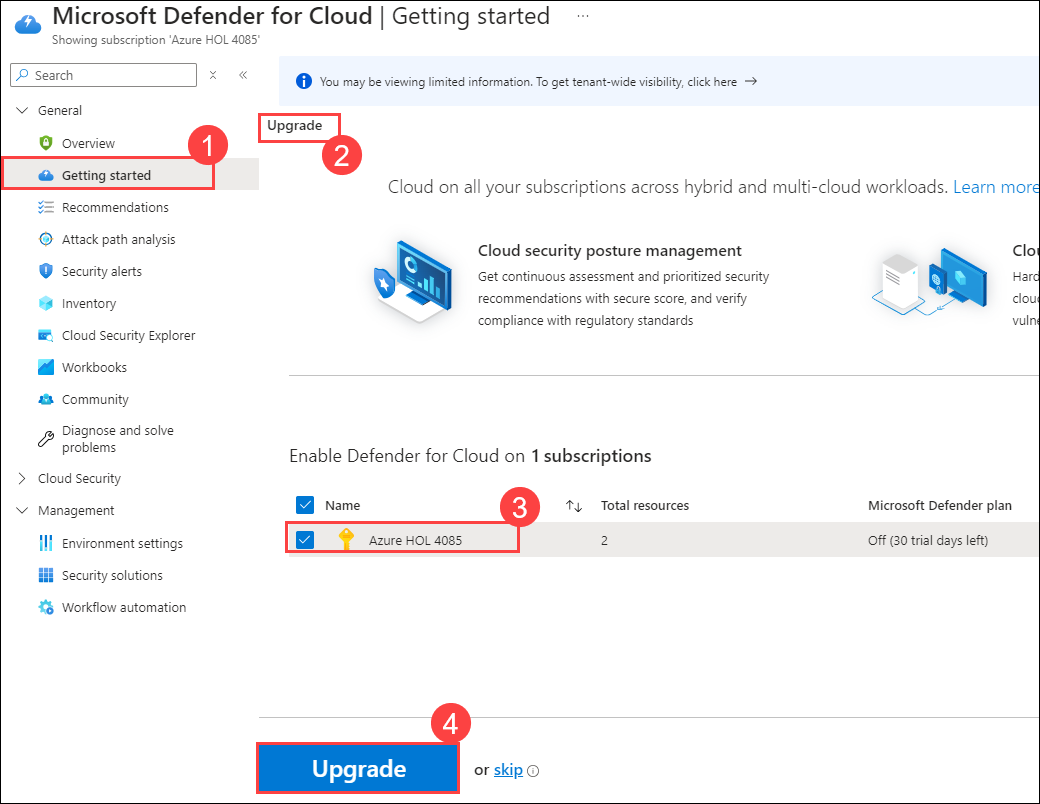 Microsoft Defender for Cloud | Getting started ...
Showing subscription 'Azure HOL 4085'
Search
You may be viewing limited information. To get tenant-wide visibility, click here →
General
Overview
1
Getting started
Recommendations
Attack path analysis
Security alerts
Inventory
Cloud Security Explorer
Workbooks
Community
Diagnose and solve
problems
Cloud Security
Management
Environment settings
Security solutions
Workflow automation
Upgrade
2
Cloud on all your subscriptions across hybrid and multi-cloud workloads. Learn more
Cloud security posture management
Get continuous assessment and prioritized security
recommendations with secure score, and verify
compliance with regulatory standards
Clou
Hard
clou
vulne
Enable Defender for Cloud on 1 subscriptions
3
Name ↑↓ Total resources Microsoft Defender plan
Azure HOL 4085 2 Off (30 trial days left)
4
Upgrade or skip